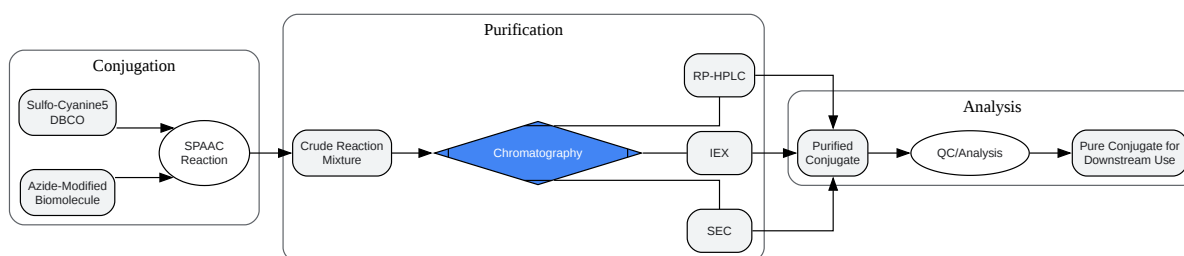 Conjugation
Sulfo-Cyanine5
DBCO
Azide-Modified
Biomolecule
SPAAC
Reaction
Purification
Crude Reaction
Mixture
Chromatography
RP-HPLC
IEX
SEC
Analysis
Purified
Conjugate
QC/Analysis
Pure Conjugate for
Downstream Use